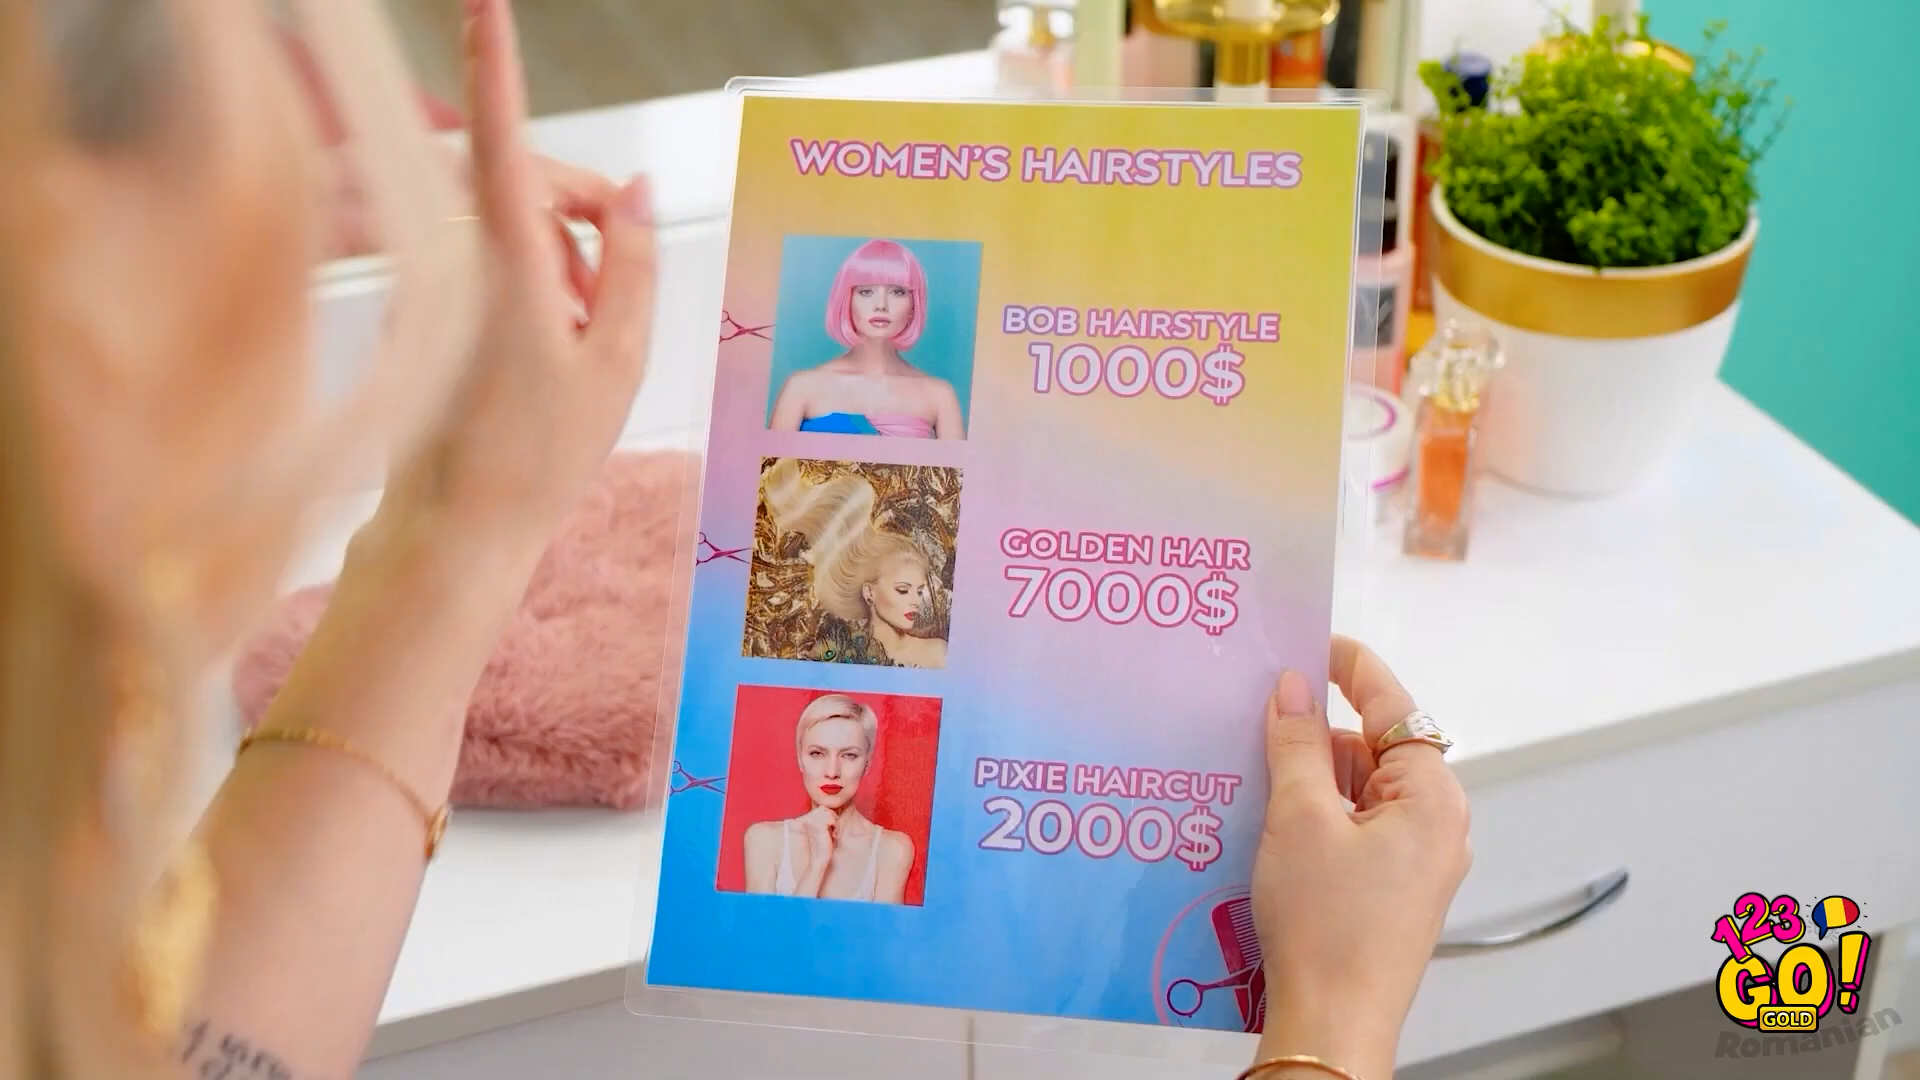 WOMEN'S HAIRSTYLES
BOB HAIRSTYLE
1000$
GOLDEN HAIR
7000$
PIXIE HAIRCUT
2000$
123
GO!
GOLD
Romanian